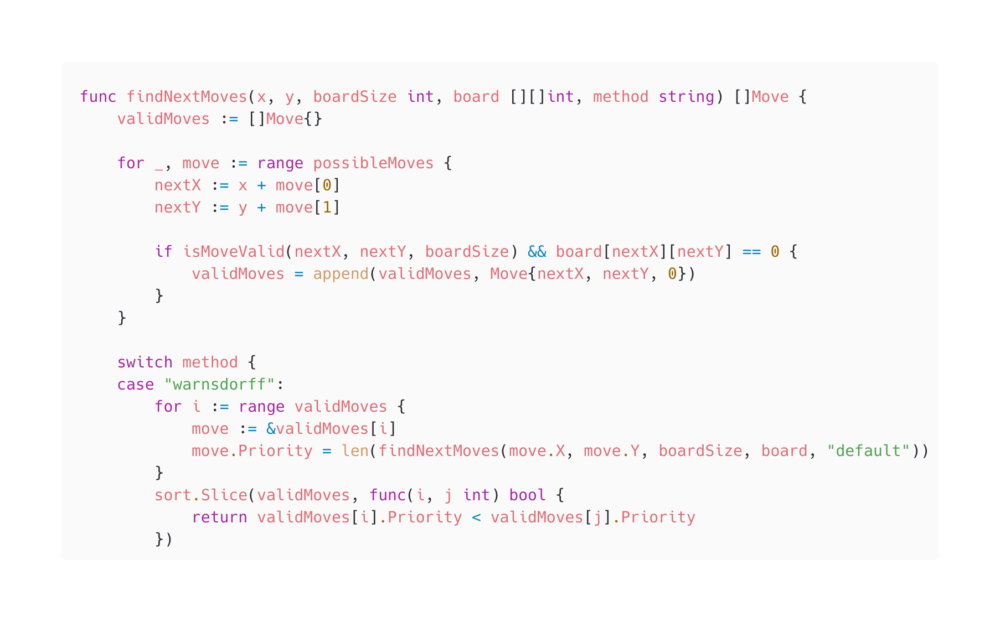 func findNextMoves(x, y, boardSize int, board [][]int, method string) []Move {
    validMoves := []Move{}

    for _, move := range possibleMoves {
        nextX := x + move[0]
        nextY := y + move[1]

        if isMoveValid(nextX, nextY, boardSize) && board[nextX][nextY] == 0 {
            validMoves = append(validMoves, Move{nextX, nextY, 0})
        }
    }

    switch method {
    case "warnsdorff":
        for i := range validMoves {
            move := &validMoves[i]
            move.Priority = len(findNextMoves(move.X, move.Y, boardSize, board, "default"))
        }
        sort.Slice(validMoves, func(i, j int) bool {
            return validMoves[i].Priority < validMoves[j].Priority
        })